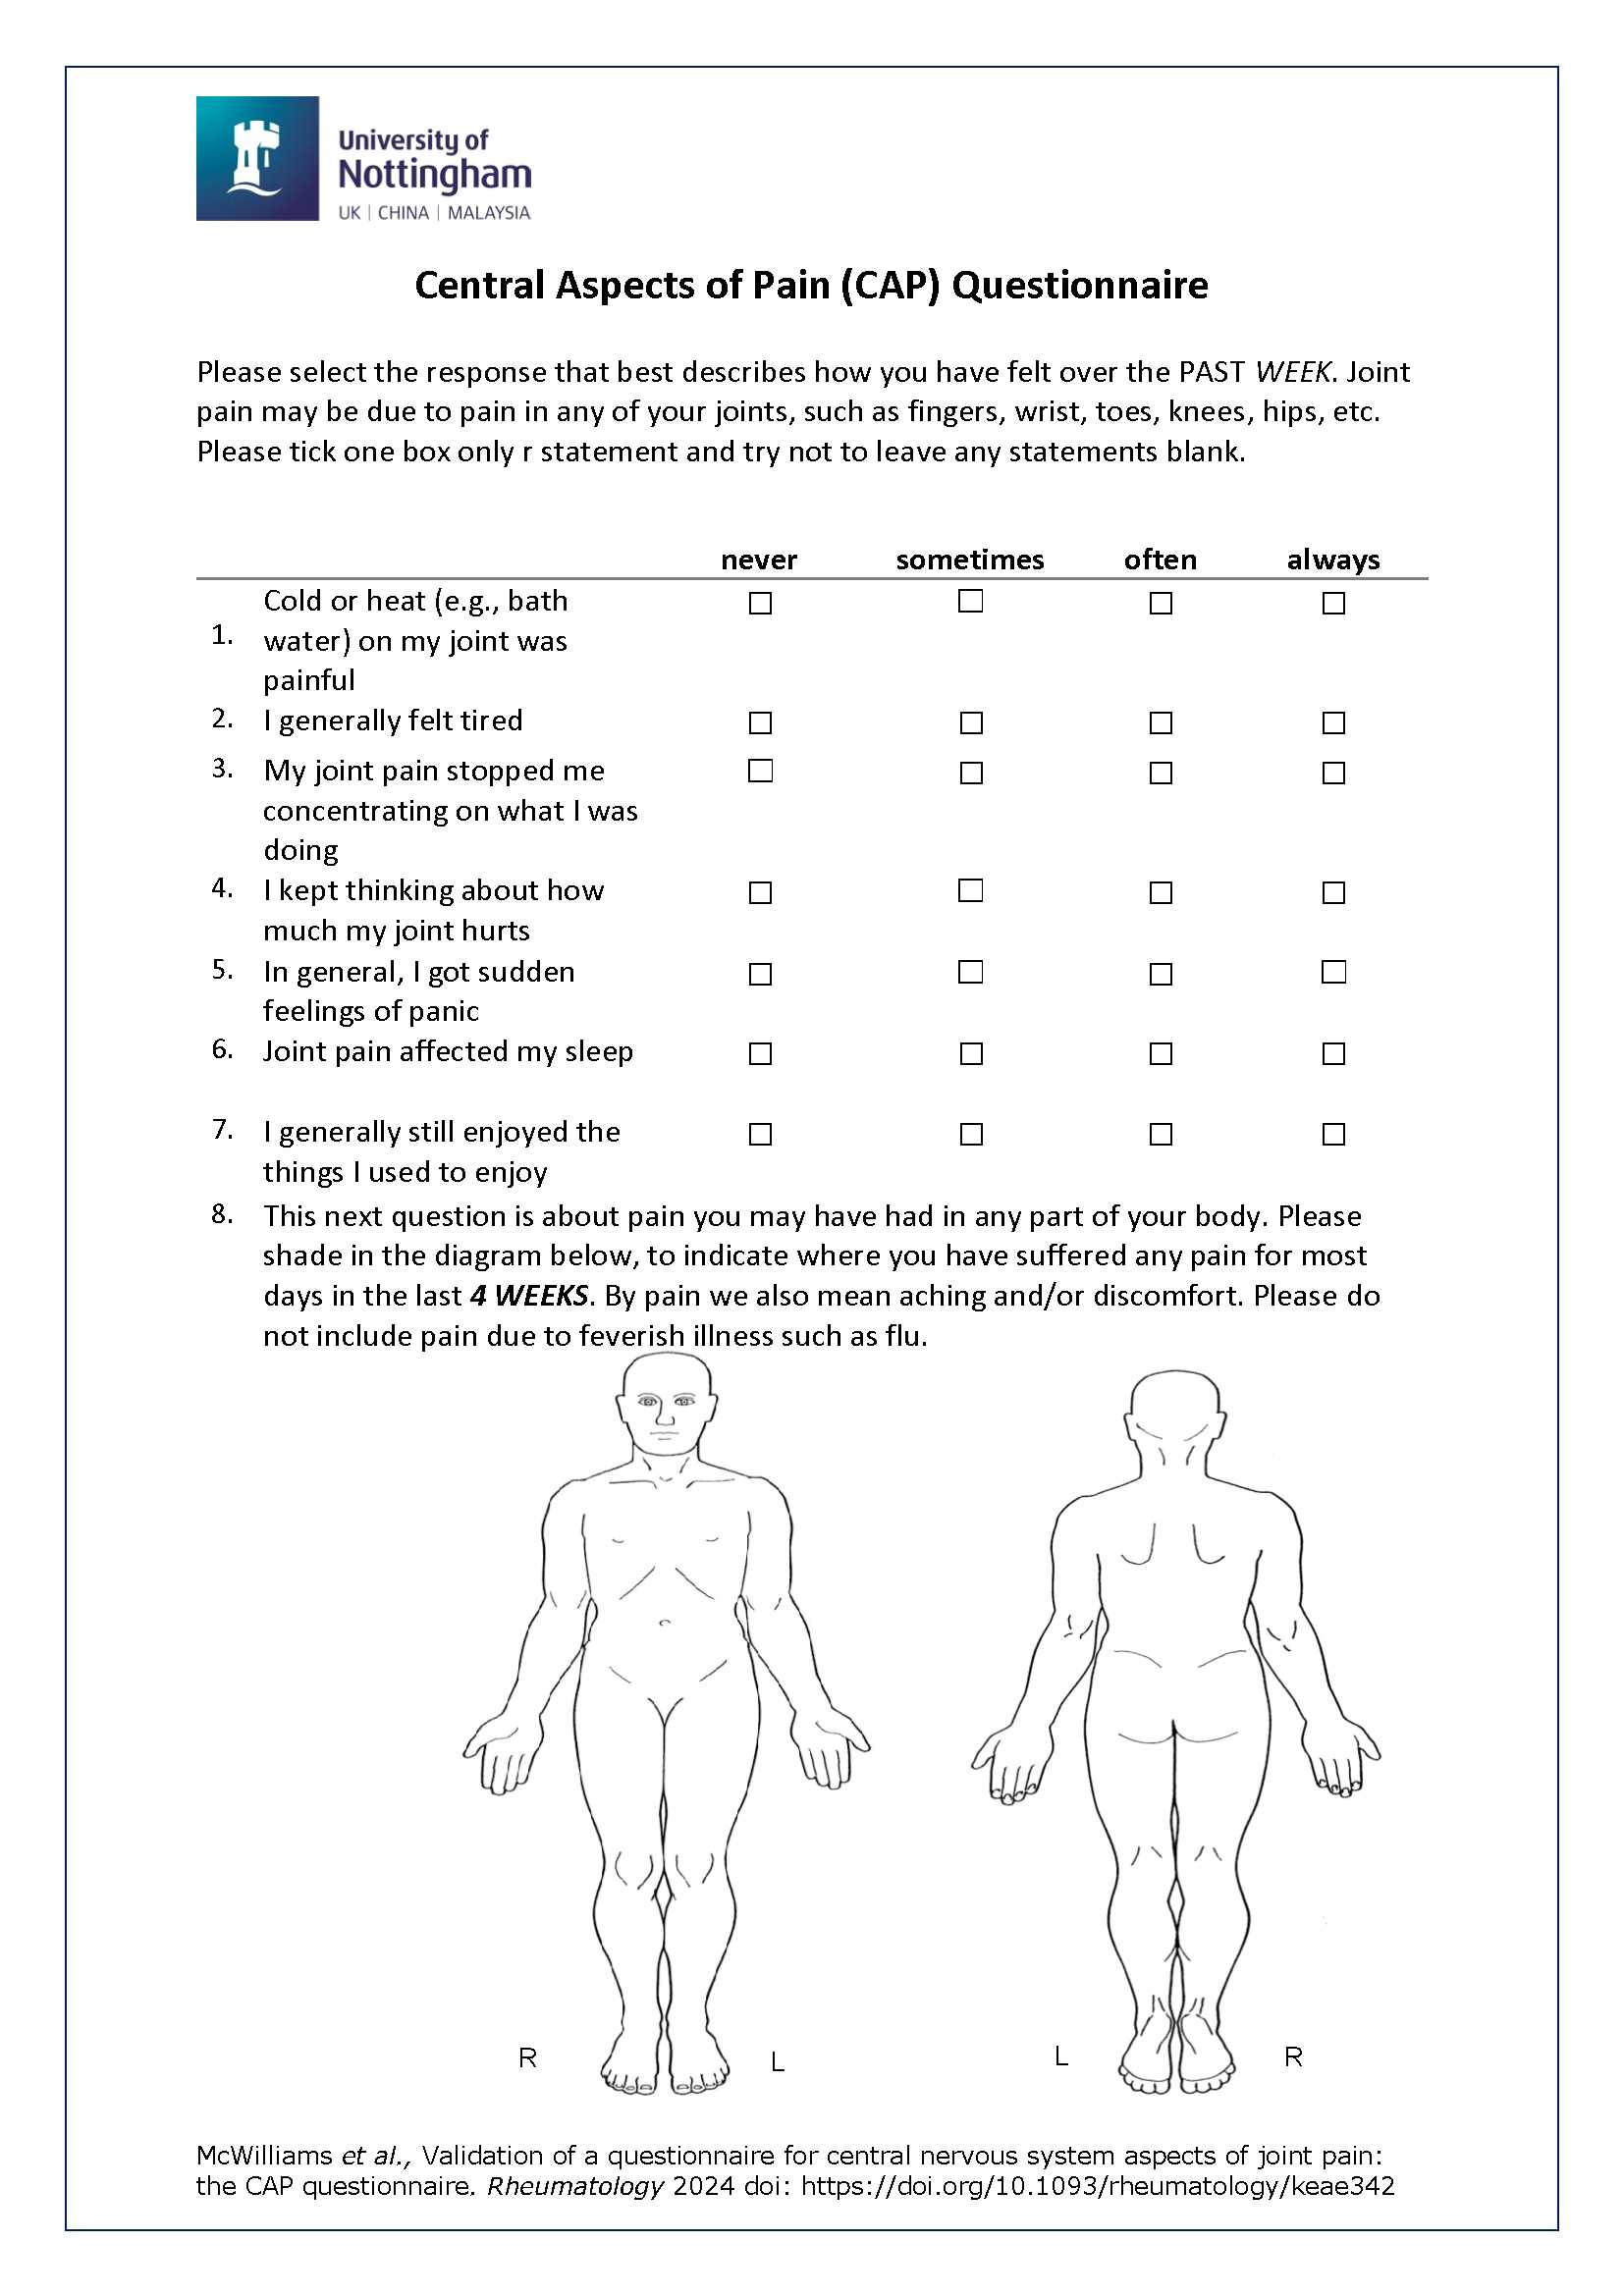 University of
Nottingham
UK | CHINA | MALAYSIA
Central Aspects of Pain (CAP) Questionnaire
Please select the response that best describes how you have felt over the PAST WEEK. Joint
pain may be due to pain in any of your joints, such as fingers, wrist, toes, knees, hips, etc.
Please tick one box only r statement and try not to leave any statements blank.
never sometimes often always
Cold or heat (e.g., bath
1. water) on my joint was
painful
2. I generally felt tired
3. My joint pain stopped me
concentrating on what I was
doing
4. I kept thinking about how
much my joint hurts
5. In general, I got sudden
feelings of panic
6. Joint pain affected my sleep
7. I generally still enjoyed the
things I used to enjoy
8. This next question is about pain you may have had in any part of your body. Please
shade in the diagram below, to indicate where you have suffered any pain for most
days in the last 4 WEEKS. By pain we also mean aching and/or discomfort. Please do
not include pain due to feverish illness such as flu.
R L L R
McWilliams et al., Validation of a questionnaire for central nervous system aspects of joint pain:
the CAP questionnaire. Rheumatology 2024 doi: https://doi.org/10.1093/rheumatology/keae342